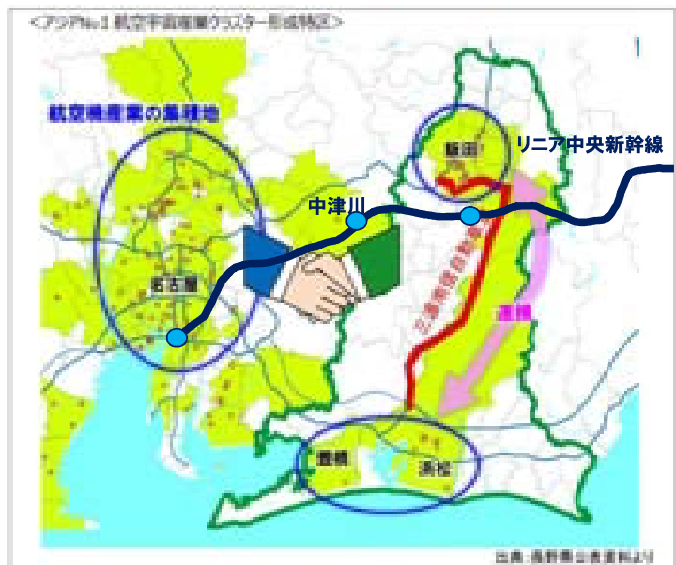 <アジアNo.1 航空宇宙産業クラスター形成特区>
航空機産業の集積地
飯田
リニア中央新幹線
中津川
名古屋
三遠南信自動車道
連携
豊橋
浜松
出典:長野県公表資料より